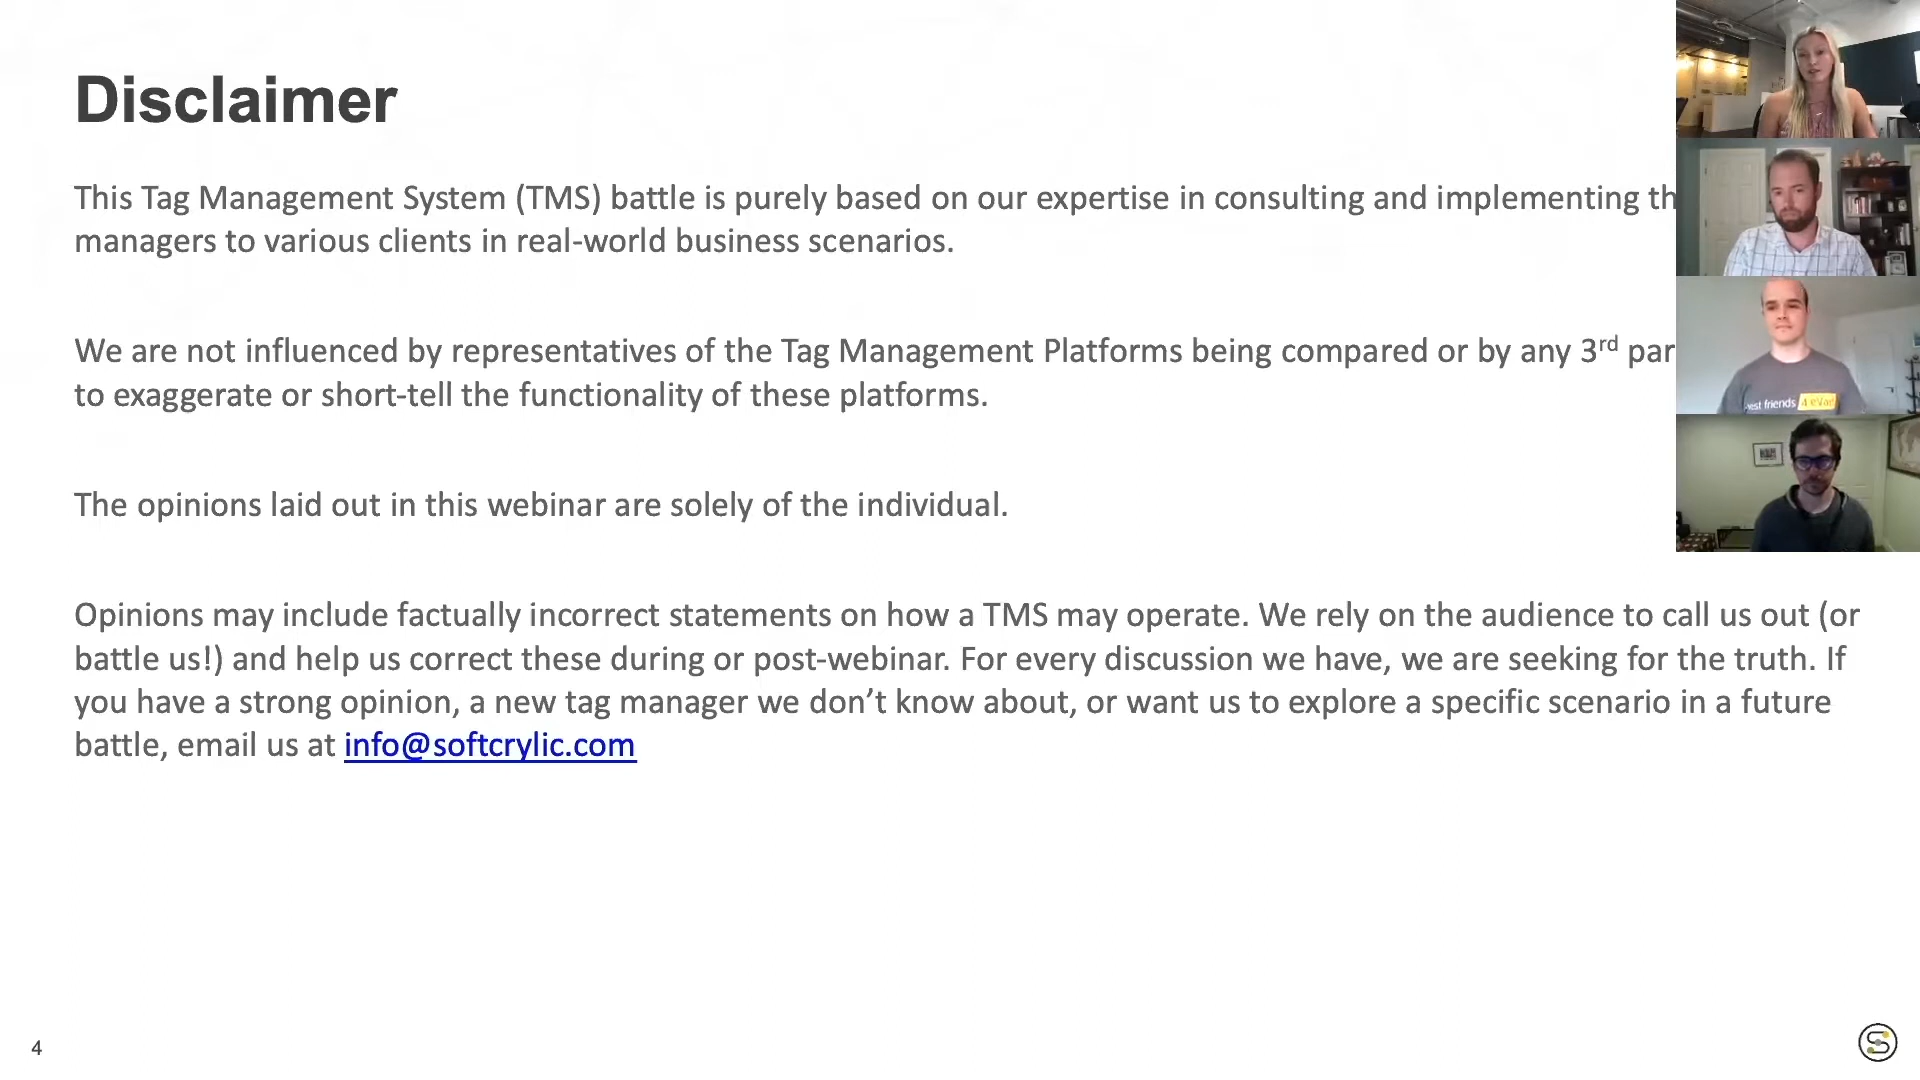 Disclaimer
This Tag Management System (TMS) battle is purely based on our expertise in consulting and implementing th
managers to various clients in real-world business scenarios.
We are not influenced by representatives of the Tag Management Platforms being compared or by any 3rd par
to exaggerate or short-tell the functionality of these platforms.
The opinions laid out in this webinar are solely of the individual.
Opinions may include factually incorrect statements on how a TMS may operate. We rely on the audience to call us out (or
battle us!) and help us correct these during or post-webinar. For every discussion we have, we are seeking for the truth. If
you have a strong opinion, a new tag manager we don’t know about, or want us to explore a specific scenario in a future
battle, email us at info@softcrylic.com
4
friends 4 eVar